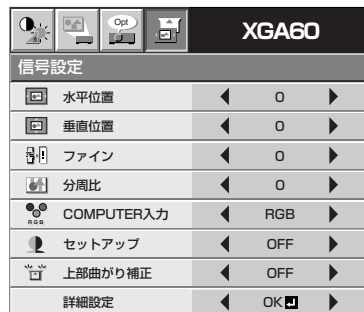 Opt
XGA60
信号設定
水平位置 0
垂直位置 0
ファイン 0
分周比 0
RGB COMPUTER入力 RGB
セットアップ OFF
上部曲がり補正 OFF
詳細設定 OK